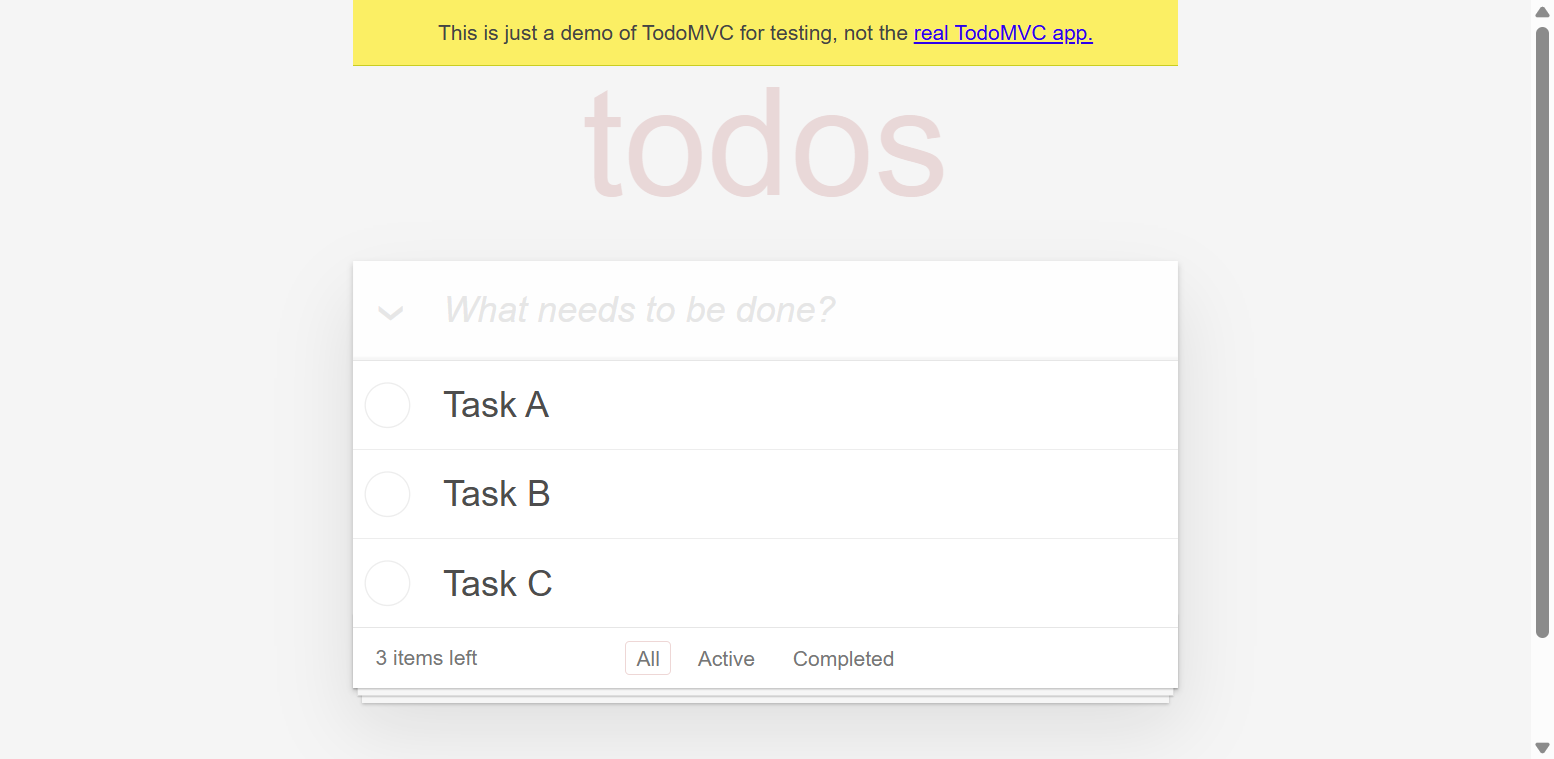 This is just a demo of TodoMVC for testing, not the real TodoMVC app.
todos
What needs to be done?
Task A
Task B
Task C
3 items left All Active Completed